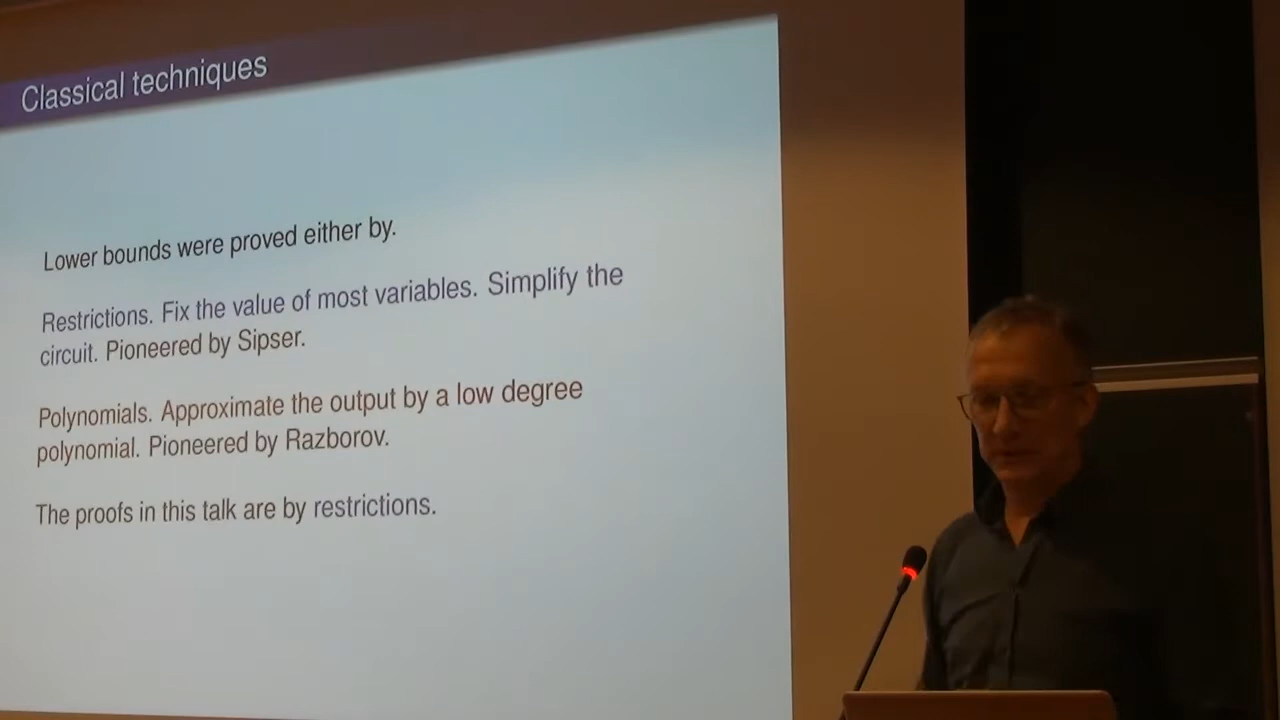 Classical techniques
Lower bounds were proved either by.
Restrictions. Fix the value of most variables. Simplify the
circuit. Pioneered by Sipser.
Polynomials. Approximate the output by a low degree
polynomial. Pioneered by Razborov.
The proofs in this talk are by restrictions.